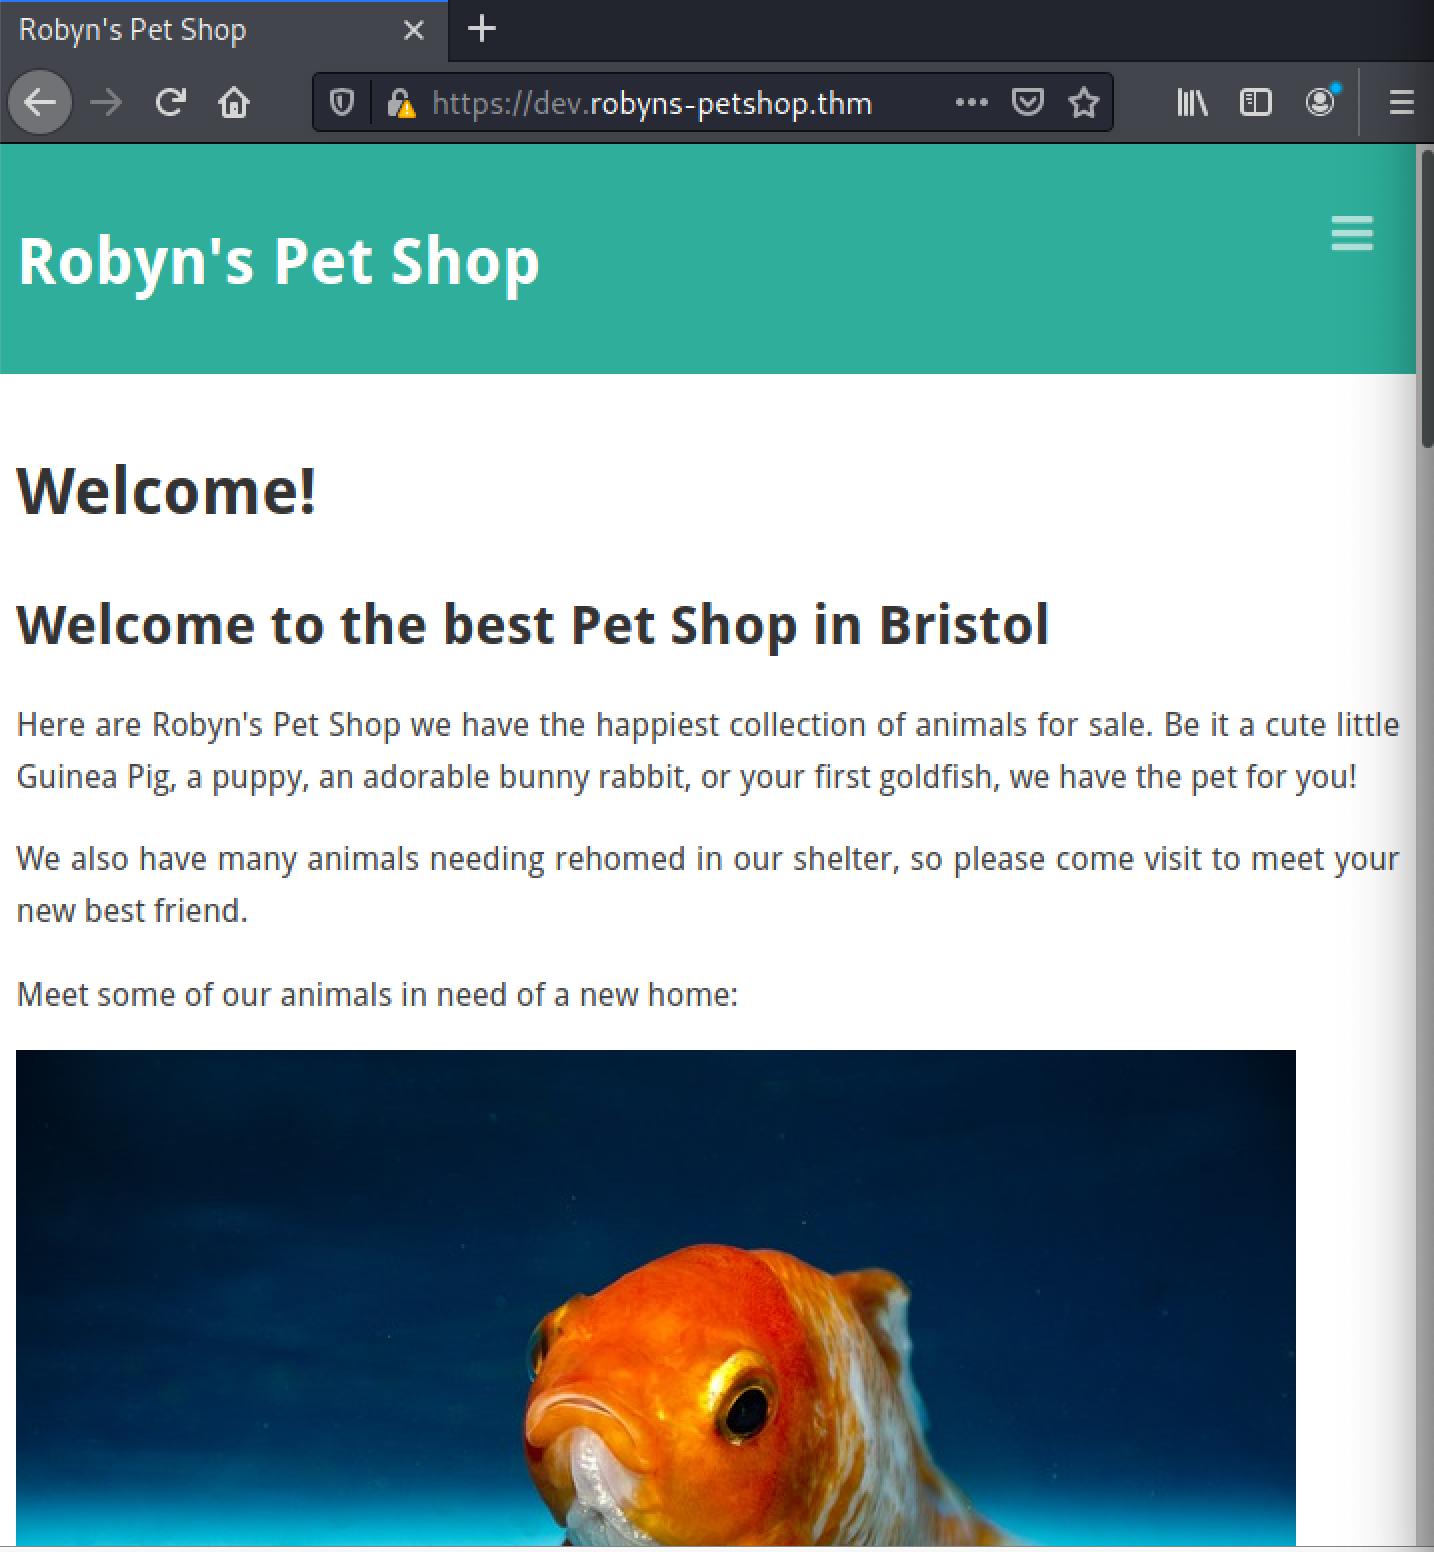 Robyn's Pet Shop
https://dev.robyns-petshop.thm
Robyn's Pet Shop
Welcome!
Welcome to the best Pet Shop in Bristol
Here are Robyn's Pet Shop we have the happiest collection of animals for sale. Be it a cute little
Guinea Pig, a puppy, an adorable bunny rabbit, or your first goldfish, we have the pet for you!
We also have many animals needing rehomed in our shelter, so please come visit to meet your
new best friend.
Meet some of our animals in need of a new home: